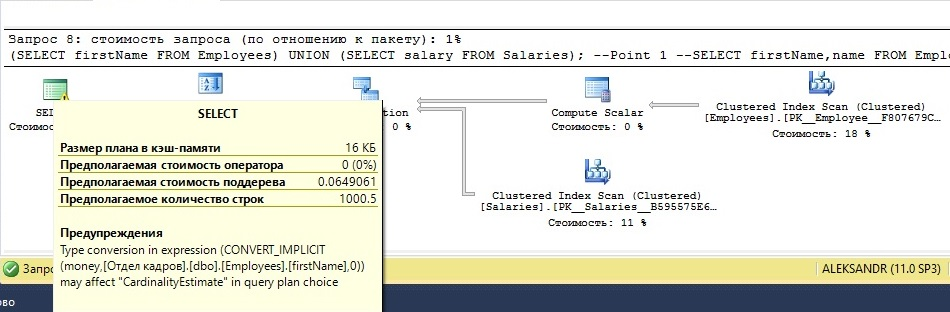 Запрос 8: стоимость запроса (по отношению к пакету): 1%
(SELECT firstName FROM Employees) UNION (SELECT salary FROM Salaries); --Point 1 --SELECT firstName,name FROM Empl
SEL
Стоимос
tion
0 %
Compute Scalar
Стоимость: 0 %
Clustered Index Scan (Clustered)
[Employees].[PK__Employee__F807679C…
Стоимость: 18 %
Clustered Index Scan (Clustered)
[Salaries].[PK__Salaries__B595575E6…
Стоимость: 11 %
SELECT
Размер плана в кэш-памяти 16 КБ
Предполагаемая стоимость оператора 0 (0%)
Предполагаемая стоимость поддерева 0.0649061
Предполагаемое количество строк 1000.5
Предупреждения
Type conversion in expression (CONVERT_IMPLICIT
(money,[Отдел кадров].[dbo].[Employees].[firstName],0))
may affect "CardinalityEstimate" in query plan choice
Запро
ALEKSANDR (11.0 SP3)
ово